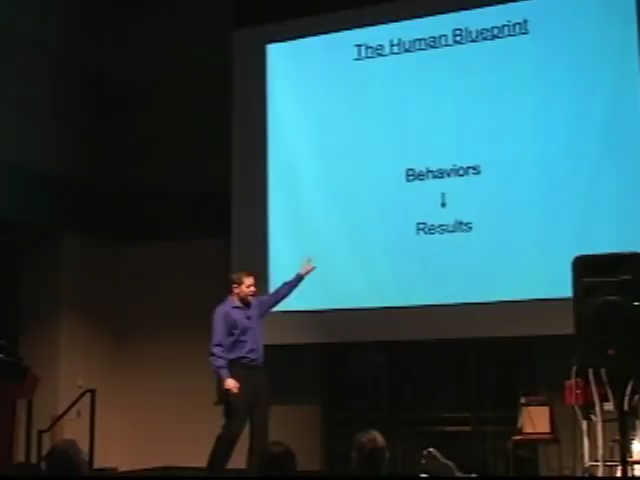 The Human Blueprint
Behaviors
↓
Results